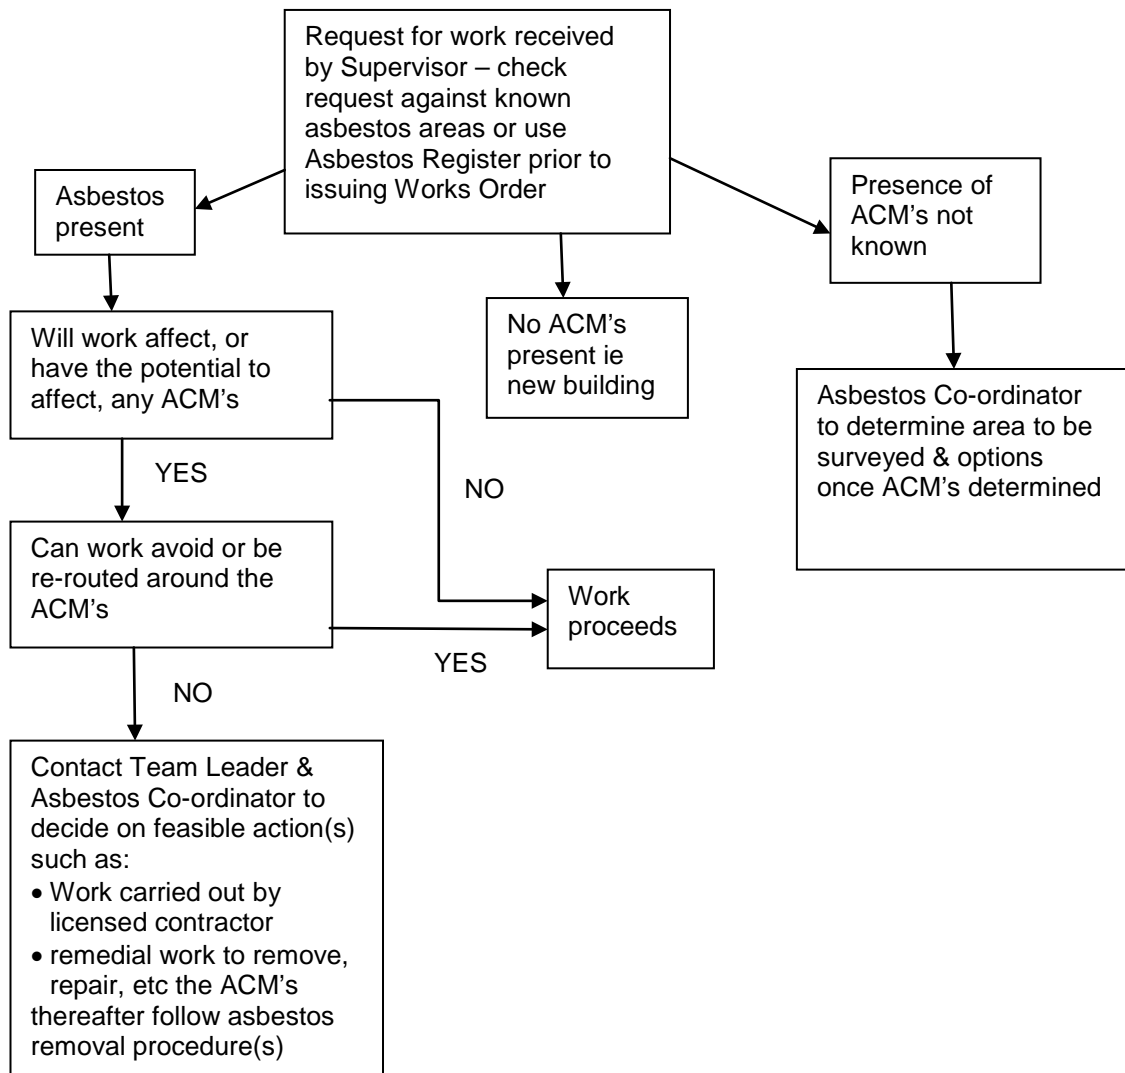 Request for work received
by Supervisor – check
request against known
asbestos areas or use
Asbestos Register prior to
issuing Works Order
Asbestos
present
Presence of
ACM's not
known
Will work affect, or
have the potential to
affect, any ACM's
No ACM's
present ie
new building
Asbestos Co-ordinator
to determine area to be
surveyed & options
once ACM's determined
YES
NO
Can work avoid or be
re-routed around the
ACM's
Work
proceeds
YES
NO
Contact Team Leader &
Asbestos Co-ordinator to
decide on feasible action(s)
such as:
• Work carried out by
licensed contractor
• remedial work to remove,
repair, etc the ACM's
thereafter follow asbestos
removal procedure(s)